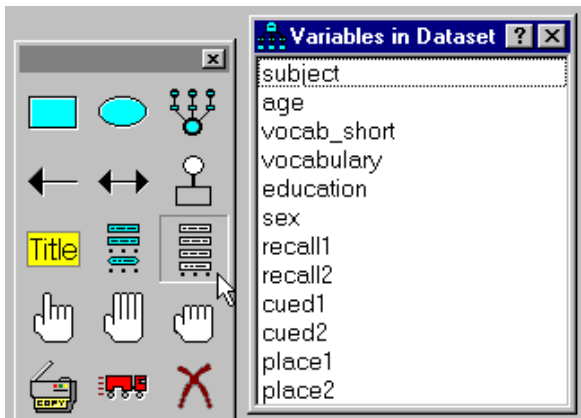 Variables in Dataset
subject
age
vocab_short
vocabulary
education
sex
recall1
recall2
cued1
cued2
place1
place2
Title
COPY